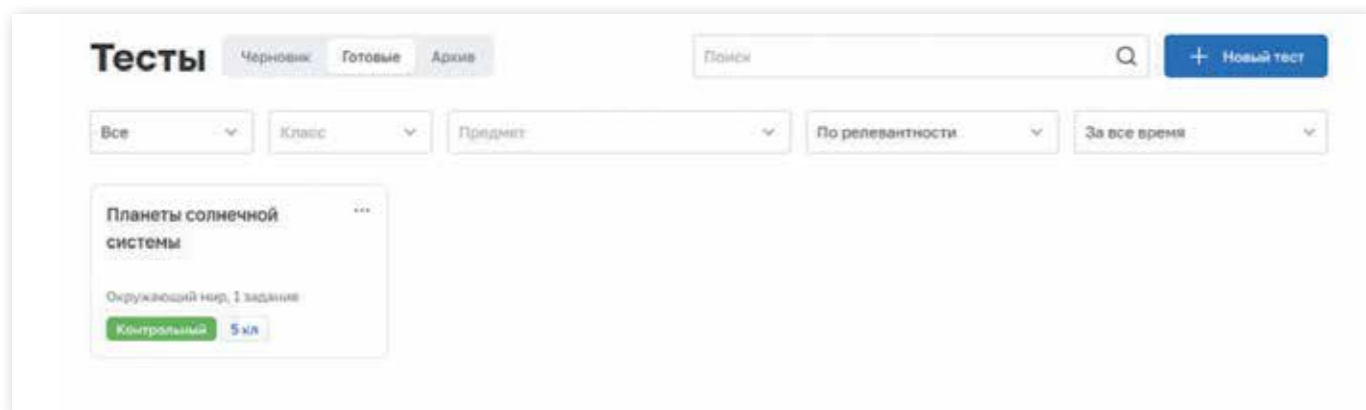 Тесты Черновик Готовые Архив Поиск + Новый тест
Все Класс Предмет По релевантности За все время
Планеты солнечной ...
системы
Окружающий мир, 1 задание
Контрольный 5 кл